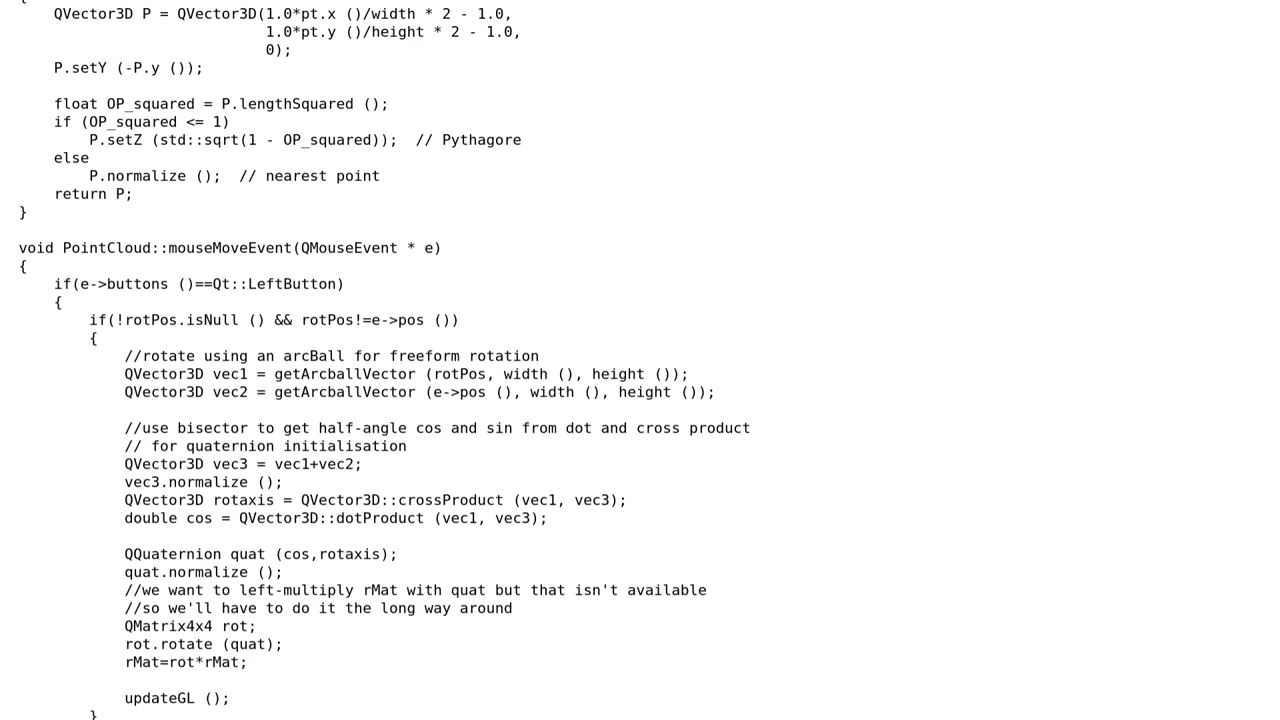 QVector3D P = QVector3D(1.0*pt.x ()/width * 2 - 1.0,
1.0*pt.y ()/height * 2 - 1.0,
0);
P.setY (-P.y ());
float OP_squared = P.lengthSquared ();
if (OP_squared <= 1)
P.setZ (std::sqrt(1 - OP_squared));  // Pythagore
else
P.normalize ();  // nearest point
return P;
}
void PointCloud::mouseMoveEvent(QMouseEvent * e)
{
if(e->buttons ()==Qt::LeftButton)
{
if(!rotPos.isNull () && rotPos!=e->pos ())
{
//rotate using an arcBall for freeform rotation
QVector3D vec1 = getArcballVector (rotPos, width (), height ());
QVector3D vec2 = getArcballVector (e->pos (), width (), height ());
//use bisector to get half-angle cos and sin from dot and cross product
// for quaternion initialisation
QVector3D vec3 = vec1+vec2;
vec3.normalize ();
QVector3D rotaxis = QVector3D::crossProduct (vec1, vec3);
double cos = QVector3D::dotProduct (vec1, vec3);
QQuaternion quat (cos,rotaxis);
quat.normalize ();
//we want to left-multiply rMat with quat but that isn't available
//so we'll have to do it the long way around
QMatrix4x4 rot;
rot.rotate (quat);
rMat=rot*rMat;
updateGL ();
}